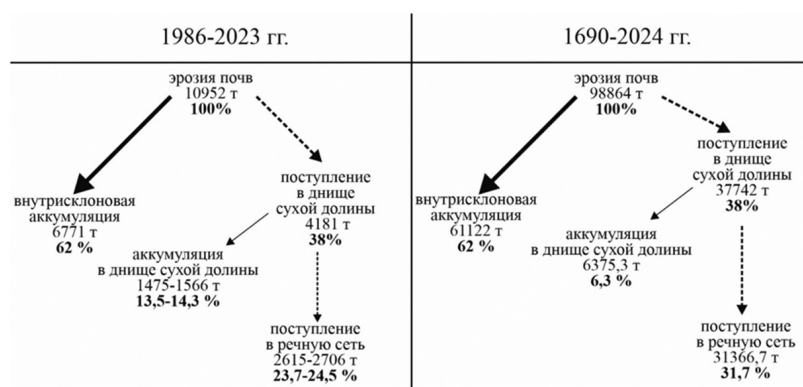 1986-2023 гг.
эрозия почв
10952 т
100%
внутрисклоновая
аккумуляция
6771 т
62 %
поступление
в днище
сухой долины
4181 т
38%
аккумуляция
в днище сухой долины
1475-1566 т
13,5-14,3 %
поступление
в речную сеть
2615-2706 т
23,7-24,5 %
1690-2024 гг.
эрозия почв
98864 т
100%
внутрисклоновая
аккумуляция
61122 т
62 %
поступление
в днище
сухой долины
37742 т
38%
аккумуляция
в днище сухой долины
6375,3 т
6,3 %
поступление
в речную сеть
31366,7 т
31,7 %